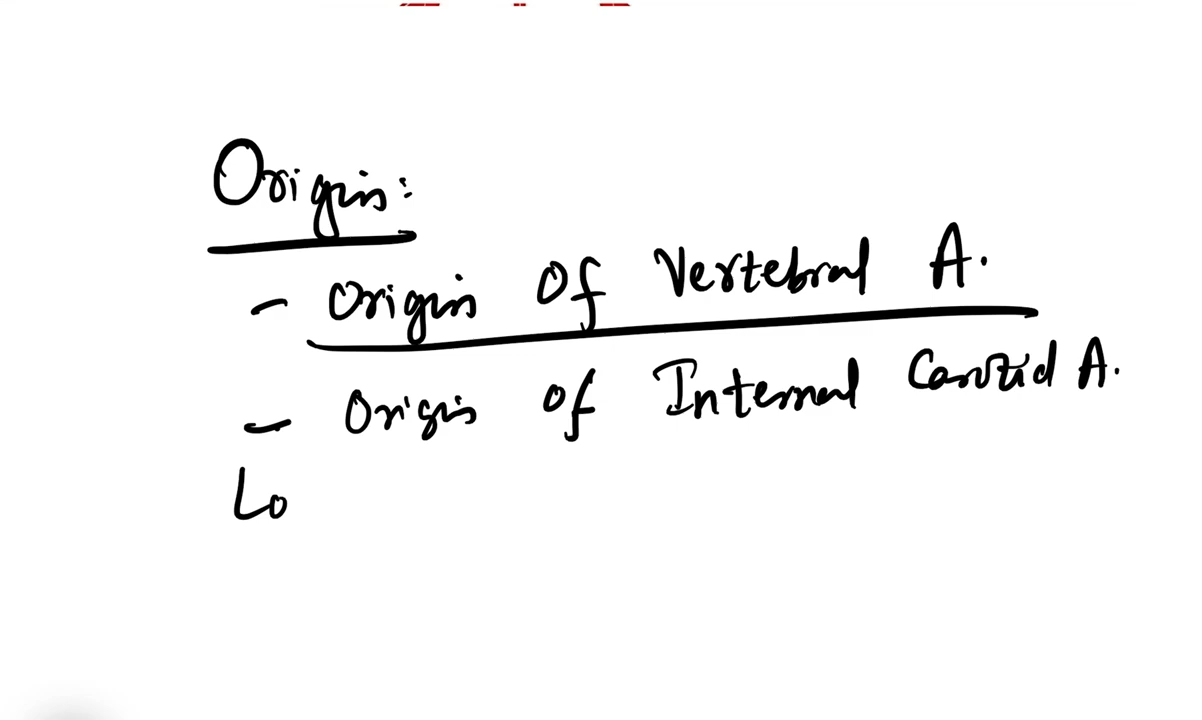 Origin:
- Origin Of Vertebral A.
- Origin of Internal Carotid A.
Lo